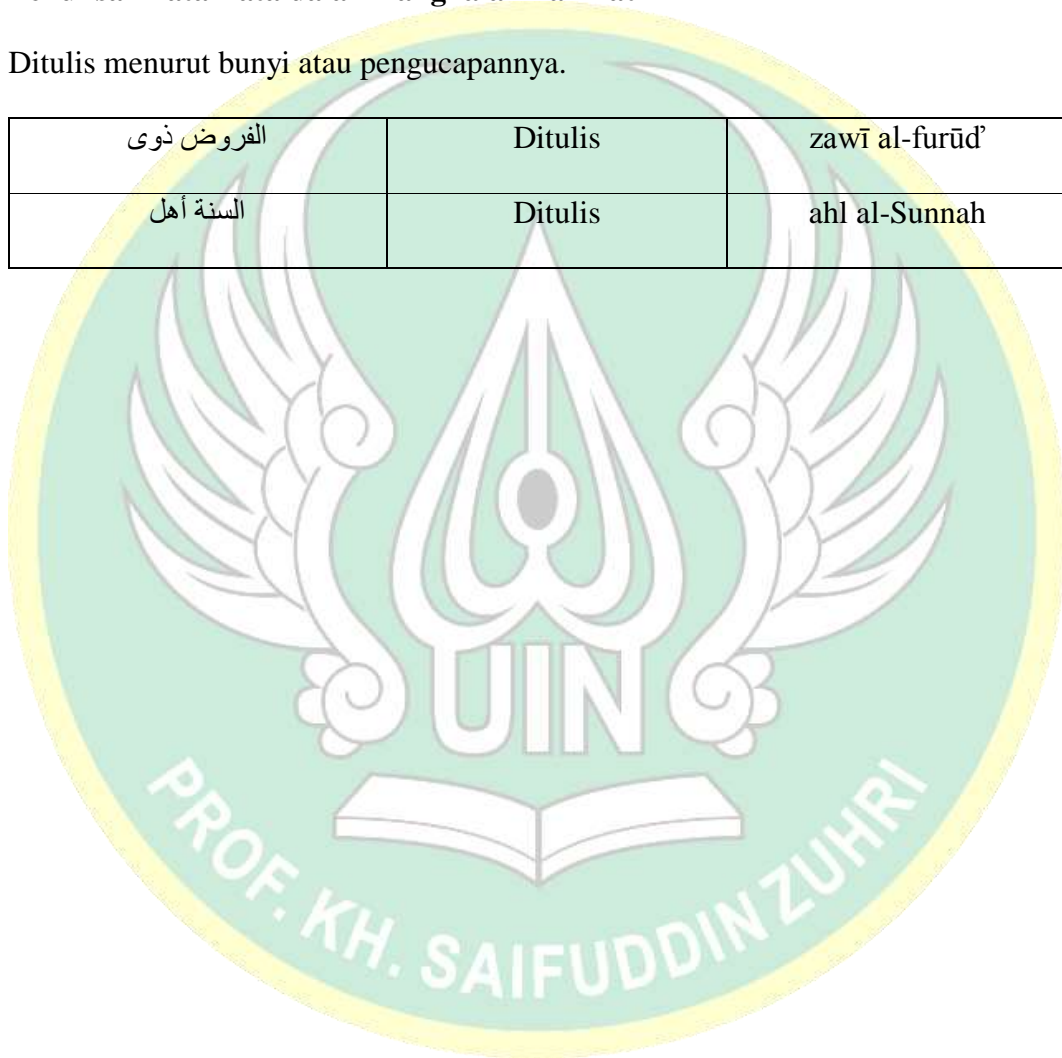 Ditulis menurut bunyi atau pengucapannya.
الفروض ذوى Ditulis zawī al-furūd'
السنة أهل Ditulis ahl al-Sunnah
UIN
PROF. KH. SAIFUDDIN ZUHRI